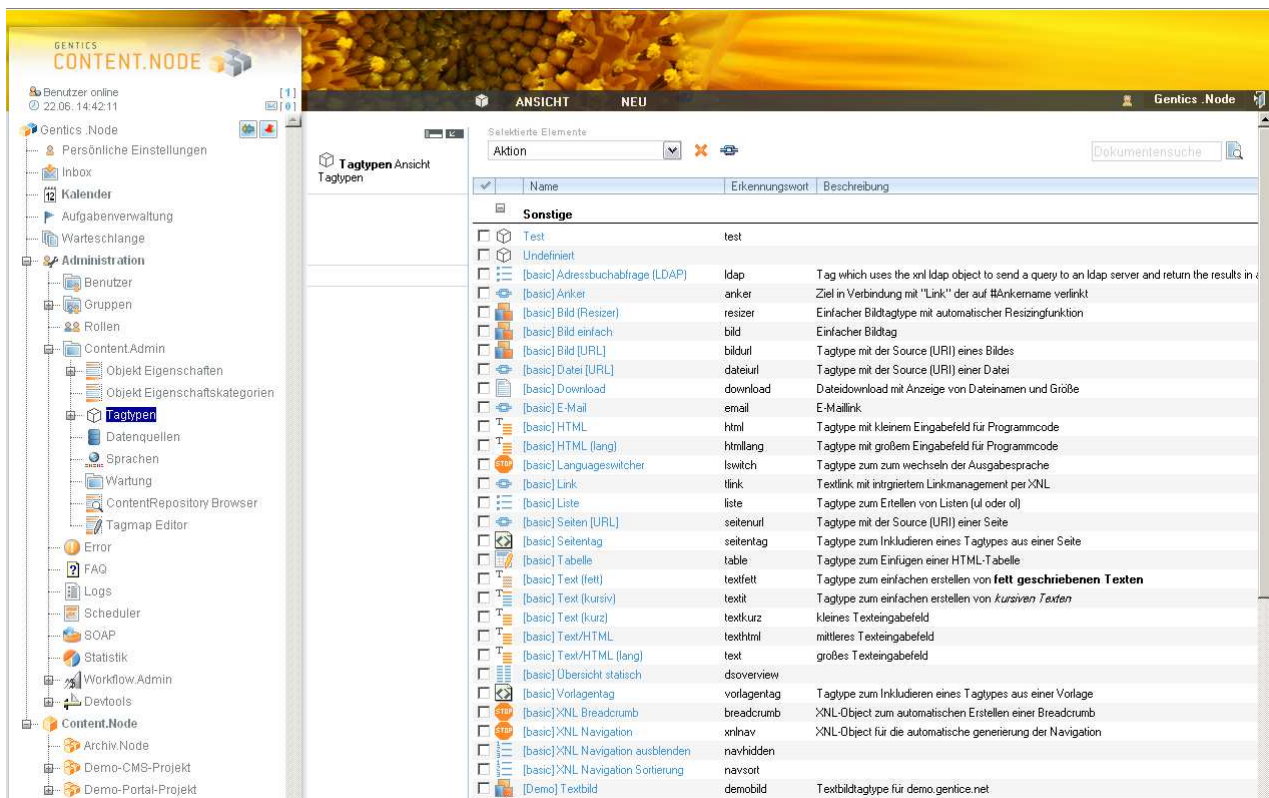 GENTICS
CONTENT.NODE
Benutzer online [1]
22.06. 14:42:11 [0]
ANSICHT NEU Gentics .Node
Gentics .Node
Persönliche Einstellungen
Inbox
12 Kalender
Aufgabenverwaltung
Warteschlange
Administration
Benutzer
Gruppen
Rollen
Content.Admin
Objekt Eigenschaften
Objekt Eigenschaftskategorien
Tagtypen
Datenquellen
Sprachen
Wartung
ContentRepository Browser
Tagmap Editor
Error
FAQ
Logs
Scheduler
SOAP
Statistik
Workflow.Admin
Devtools
Content.Node
Archiv.Node
Demo-CMS-Projekt
Demo-Portal-Projekt
Tagtypen Ansicht
Tagtypen
Selektierte Elemente
Aktion Dokumentensuche
Name Erkennungswort Beschreibung
Sonstige
Test test
Undefiniert
[basic] Adressbuchabfrage (LDAP) ldap Tag which uses the xnl ldap object to send a query to an ldap server and return the results in
[basic] Anker anker Ziel in Verbindung mit "Link" der auf #Ankername verlinkt
[basic] Bild (Resizer) resizer Einfacher Bildtagtype mit automatischer Resizingfunktion
[basic] Bild einfach bild Einfacher Bildtag
[basic] Bild [URL] bildurl Tagtype mit der Source (URI) eines Bildes
[basic] Datei [URL] dateiurl Tagtype mit der Source (URI) einer Datei
[basic] Download download Dateidownload mit Anzeige von Dateinamen und Größe
[basic] E-Mail email E-Maillink
[basic] HTML html Tagtype mit kleinem Eingabefeld für Programmcode
[basic] HTML (lang) htmllang Tagtype mit großem Eingabefeld für Programmcode
STOP [basic] Languageswitcher lswitch Tagtype zum zum wechseln der Ausgabesprache
[basic] Link tlink Textlink mit intrgriertem Linkmanagement per XNL
[basic] Liste liste Tagtype zum Ertellen von Listen (ul oder ol)
[basic] Seiten [URL] seitenurl Tagtype mit der Source (URI) einer Seite
[basic] Seitentag seitentag Tagtype zum Inkludieren eines Tagtypes aus einer Seite
[basic] Tabelle table Tagtype zum Einfügen einer HTML-Tabelle
[basic] Text (fett) textfett Tagtype zum einfachen erstellen von fett geschriebenen Texten
[basic] Text (kursiv) textit Tagtype zum einfachen erstellen von kursiven Texten
[basic] Text (kurz) textkurz kleines Texteingabefeld
[basic] Text/HTML texthtml mittleres Texteingabefeld
[basic] Text/HTML (lang) text großes Texteingabefeld
[basic] Übersicht statisch dsoverview
[basic] Vorlagentag vorlagentag Tagtype zum Inkludieren eines Tagtypes aus einer Vorlage
STOP [basic] XNL Breadcrumb breadcrumb XNL-Object zum automatischen Erstellen einer Breadcrumb
STOP [basic] XNL Navigation xnlnav XNL-Object für die automatische generierung der Navigation
[basic] XNL Navigation ausblenden navhidden
[basic] XNL Navigation Sortierung navsort
[Demo] Textbild demobild Textbildtagtype für demo.gentice.net